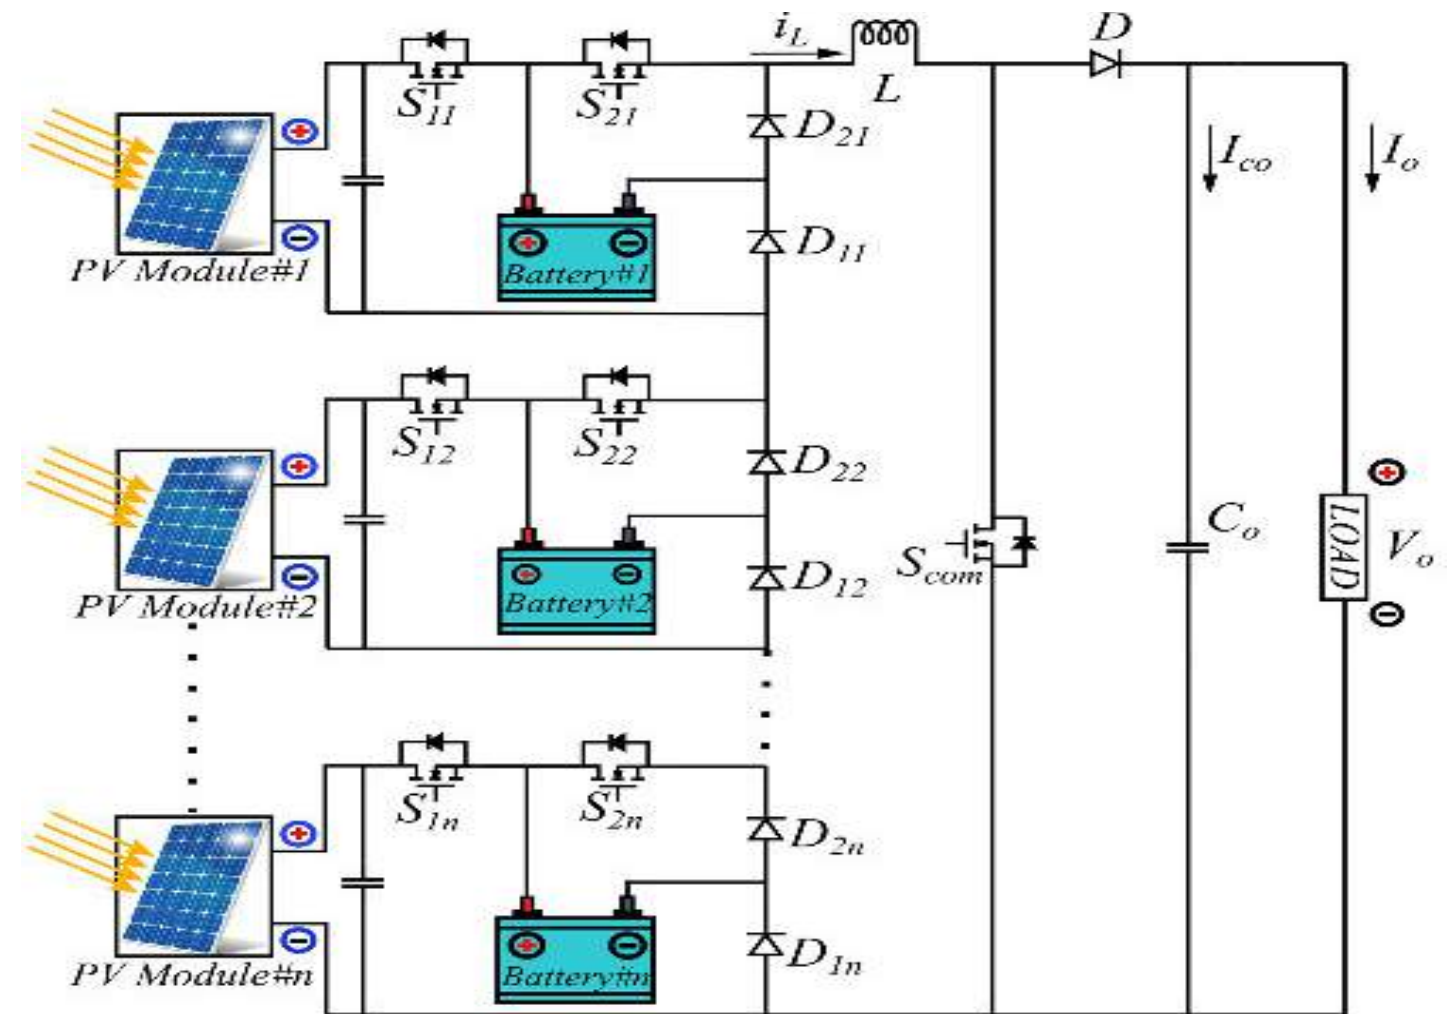 i_L
D
S_11
S_21
L
D_21
I_co
I_o
D_11
PV Module#1
Battery#1
S_12
S_22
D_22
C_o
LOAD
V_o
S_com
D_12
PV Module#2
Battery#2
S_1n
S_2n
D_2n
D_1n
PV Module#n
Battery#n